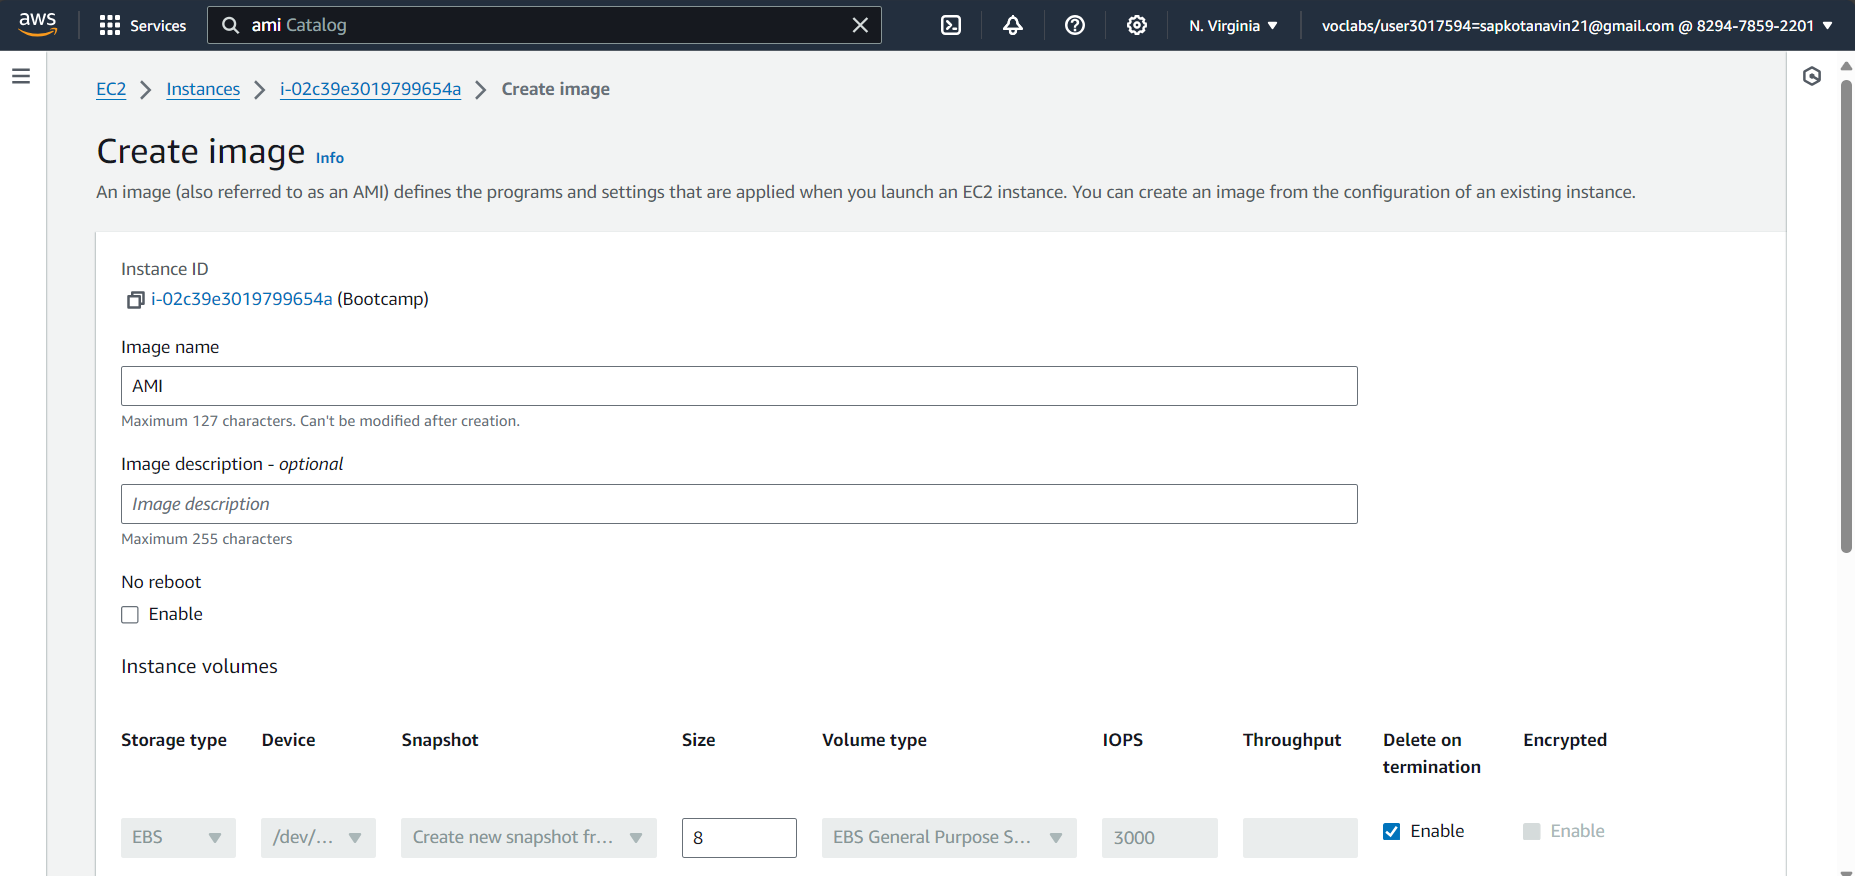 aws
Services
ami Catalog
N. Virginia
voclabs/user3017594=sapkotanavin21@gmail.com @ 8294-7859-2201
EC2 Instances i-02c39e3019799654a Create image
Create image Info
An image (also referred to as an AMI) defines the programs and settings that are applied when you launch an EC2 instance. You can create an image from the configuration of an existing instance.
Instance ID
i-02c39e3019799654a (Bootcamp)
Image name
AMI
Maximum 127 characters. Can't be modified after creation.
Image description - optional
Image description
Maximum 255 characters
No reboot
Enable
Instance volumes
Storage type Device Snapshot Size Volume type IOPS Throughput Delete on termination Encrypted
EBS /dev/... Create new snapshot fr... 8 EBS General Purpose S... 3000 Enable Enable